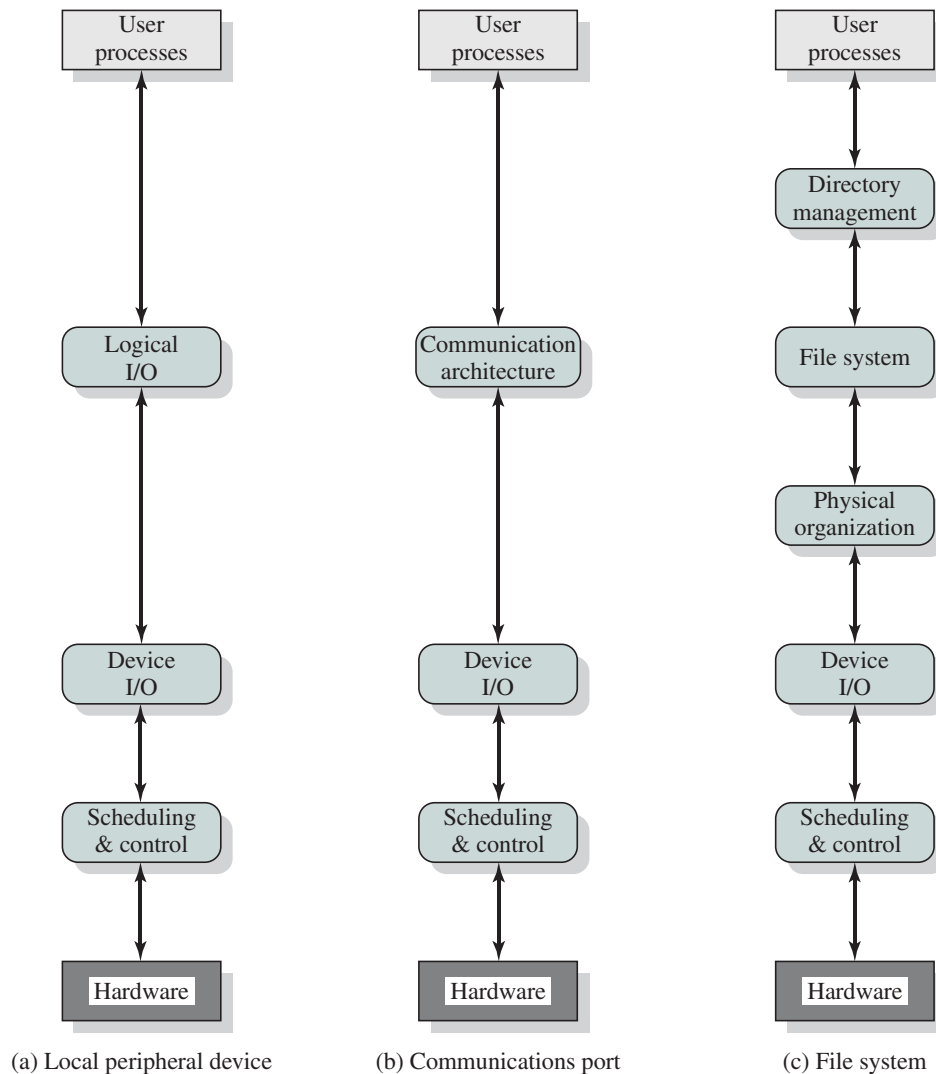 User
processes
Logical
I/O
Device
I/O
Scheduling
& control
Hardware
(a) Local peripheral device
User
processes
Communication
architecture
Device
I/O
Scheduling
& control
Hardware
(b) Communications port
User
processes
Directory
management
File system
Physical
organization
Device
I/O
Scheduling
& control
Hardware
(c) File system